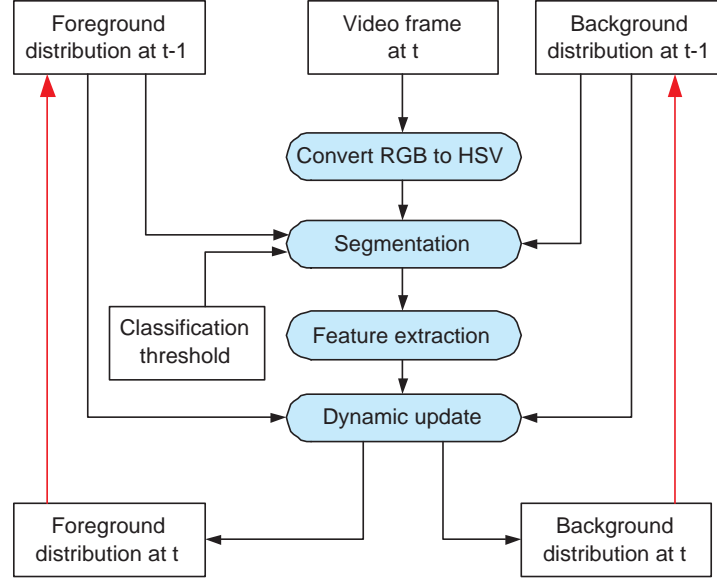 Foreground
distribution at t-1
Video frame
at t
Background
distribution at t-1
Convert RGB to HSV
Segmentation
Classification
threshold
Feature extraction
Dynamic update
Foreground
distribution at t
Background
distribution at t